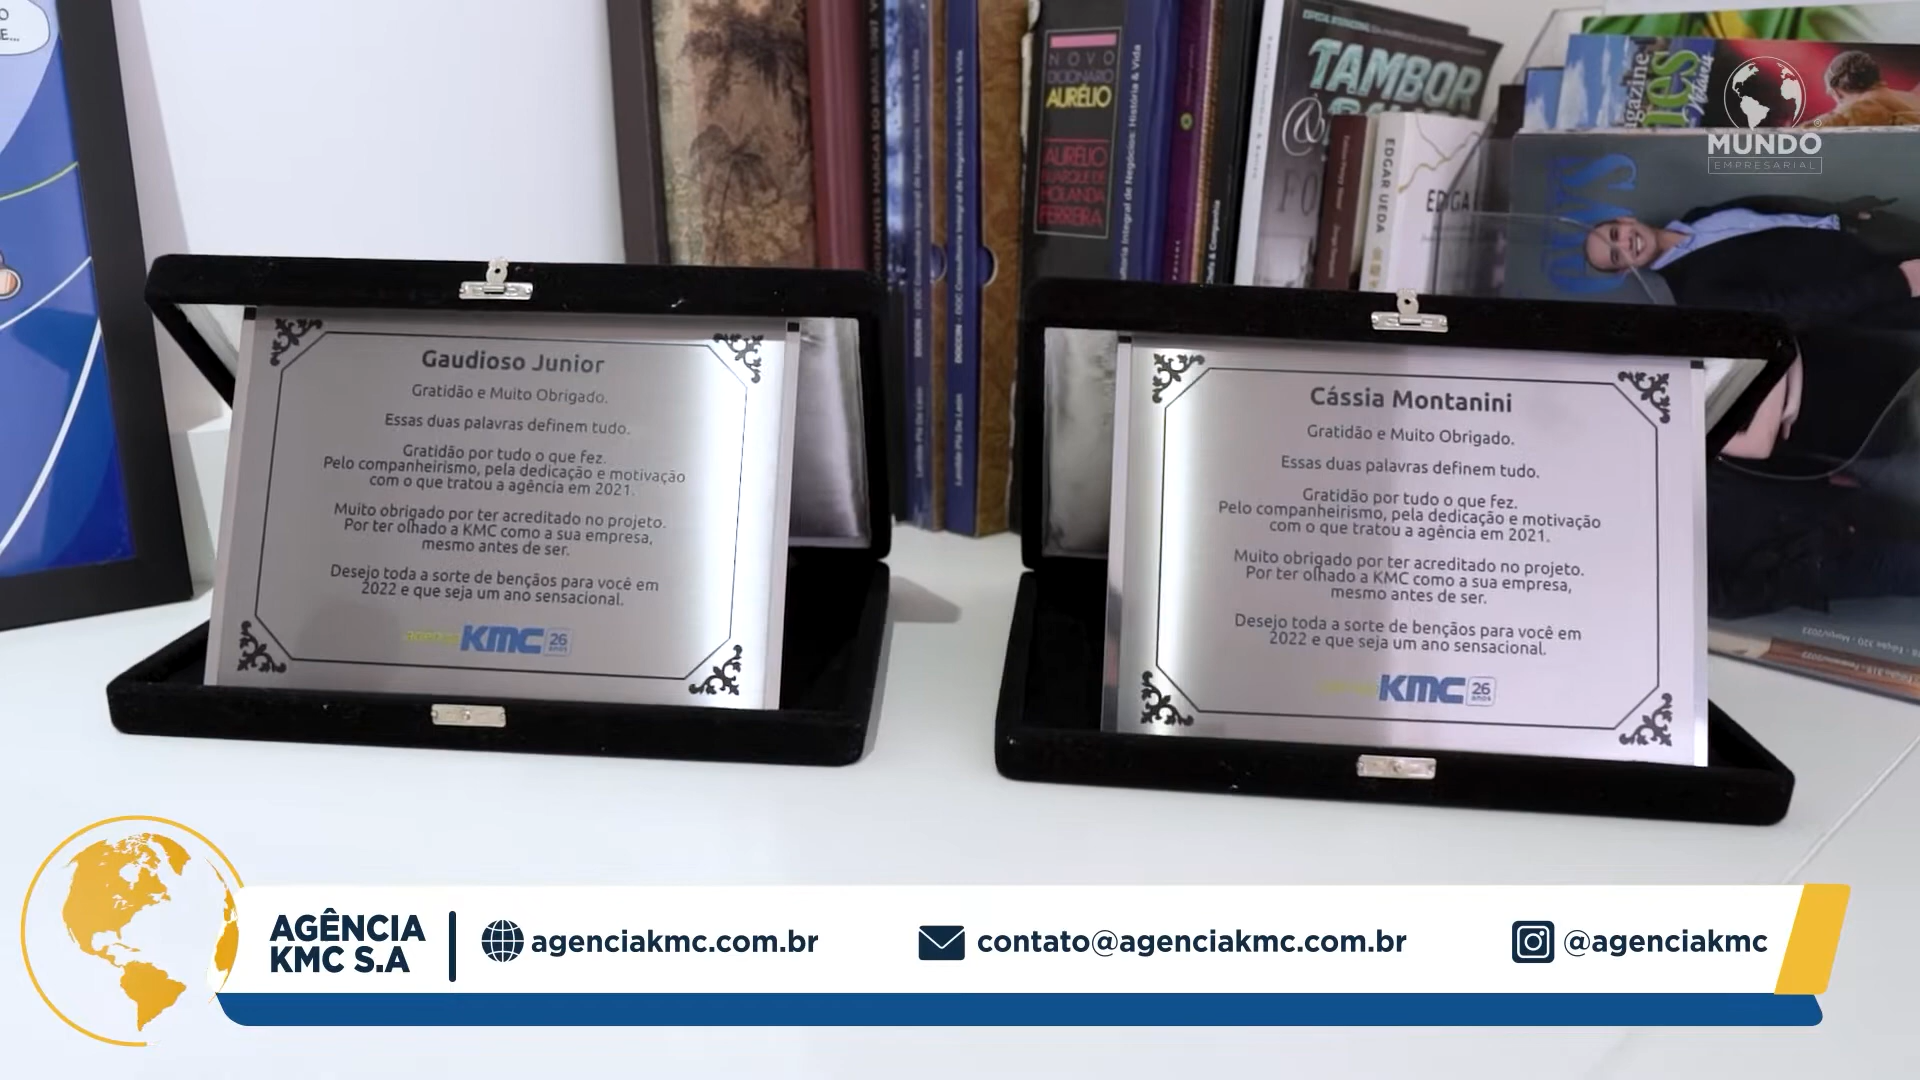 NOVO
DICIONÁRIO
AURÉLIO
AURÉLIO
HOLANDA
FERREIRA
TAMBOR
EDGAR UEDA
MUNDO
EMPRESARIAL
Gaudioso Junior
Gratidão e Muito Obrigado.
Essas duas palavras definem tudo.
Gratidão por tudo o que fez.
Pelo companheirismo, pela dedicação e motivação
com o que tratou a agência em 2021.
Muito obrigado por ter acreditado no projeto.
Por ter olhado a KMC como a sua empresa,
mesmo antes de ser.
Desejo toda a sorte de bençãos para você em
2022 e que seja um ano sensacional.
agência KMC 26 anos
Cássia Montanini
Gratidão e Muito Obrigado.
Essas duas palavras definem tudo.
Gratidão por tudo o que fez.
Pelo companheirismo, pela dedicação e motivação
com o que tratou a agência em 2021.
Muito obrigado por ter acreditado no projeto.
Por ter olhado a KMC como a sua empresa,
mesmo antes de ser.
Desejo toda a sorte de bençãos para você em
2022 e que seja um ano sensacional.
KMC 26 anos
AGÊNCIA
KMC S.A
agenciakmc.com.br
contato@agenciakmc.com.br
@agenciakmc